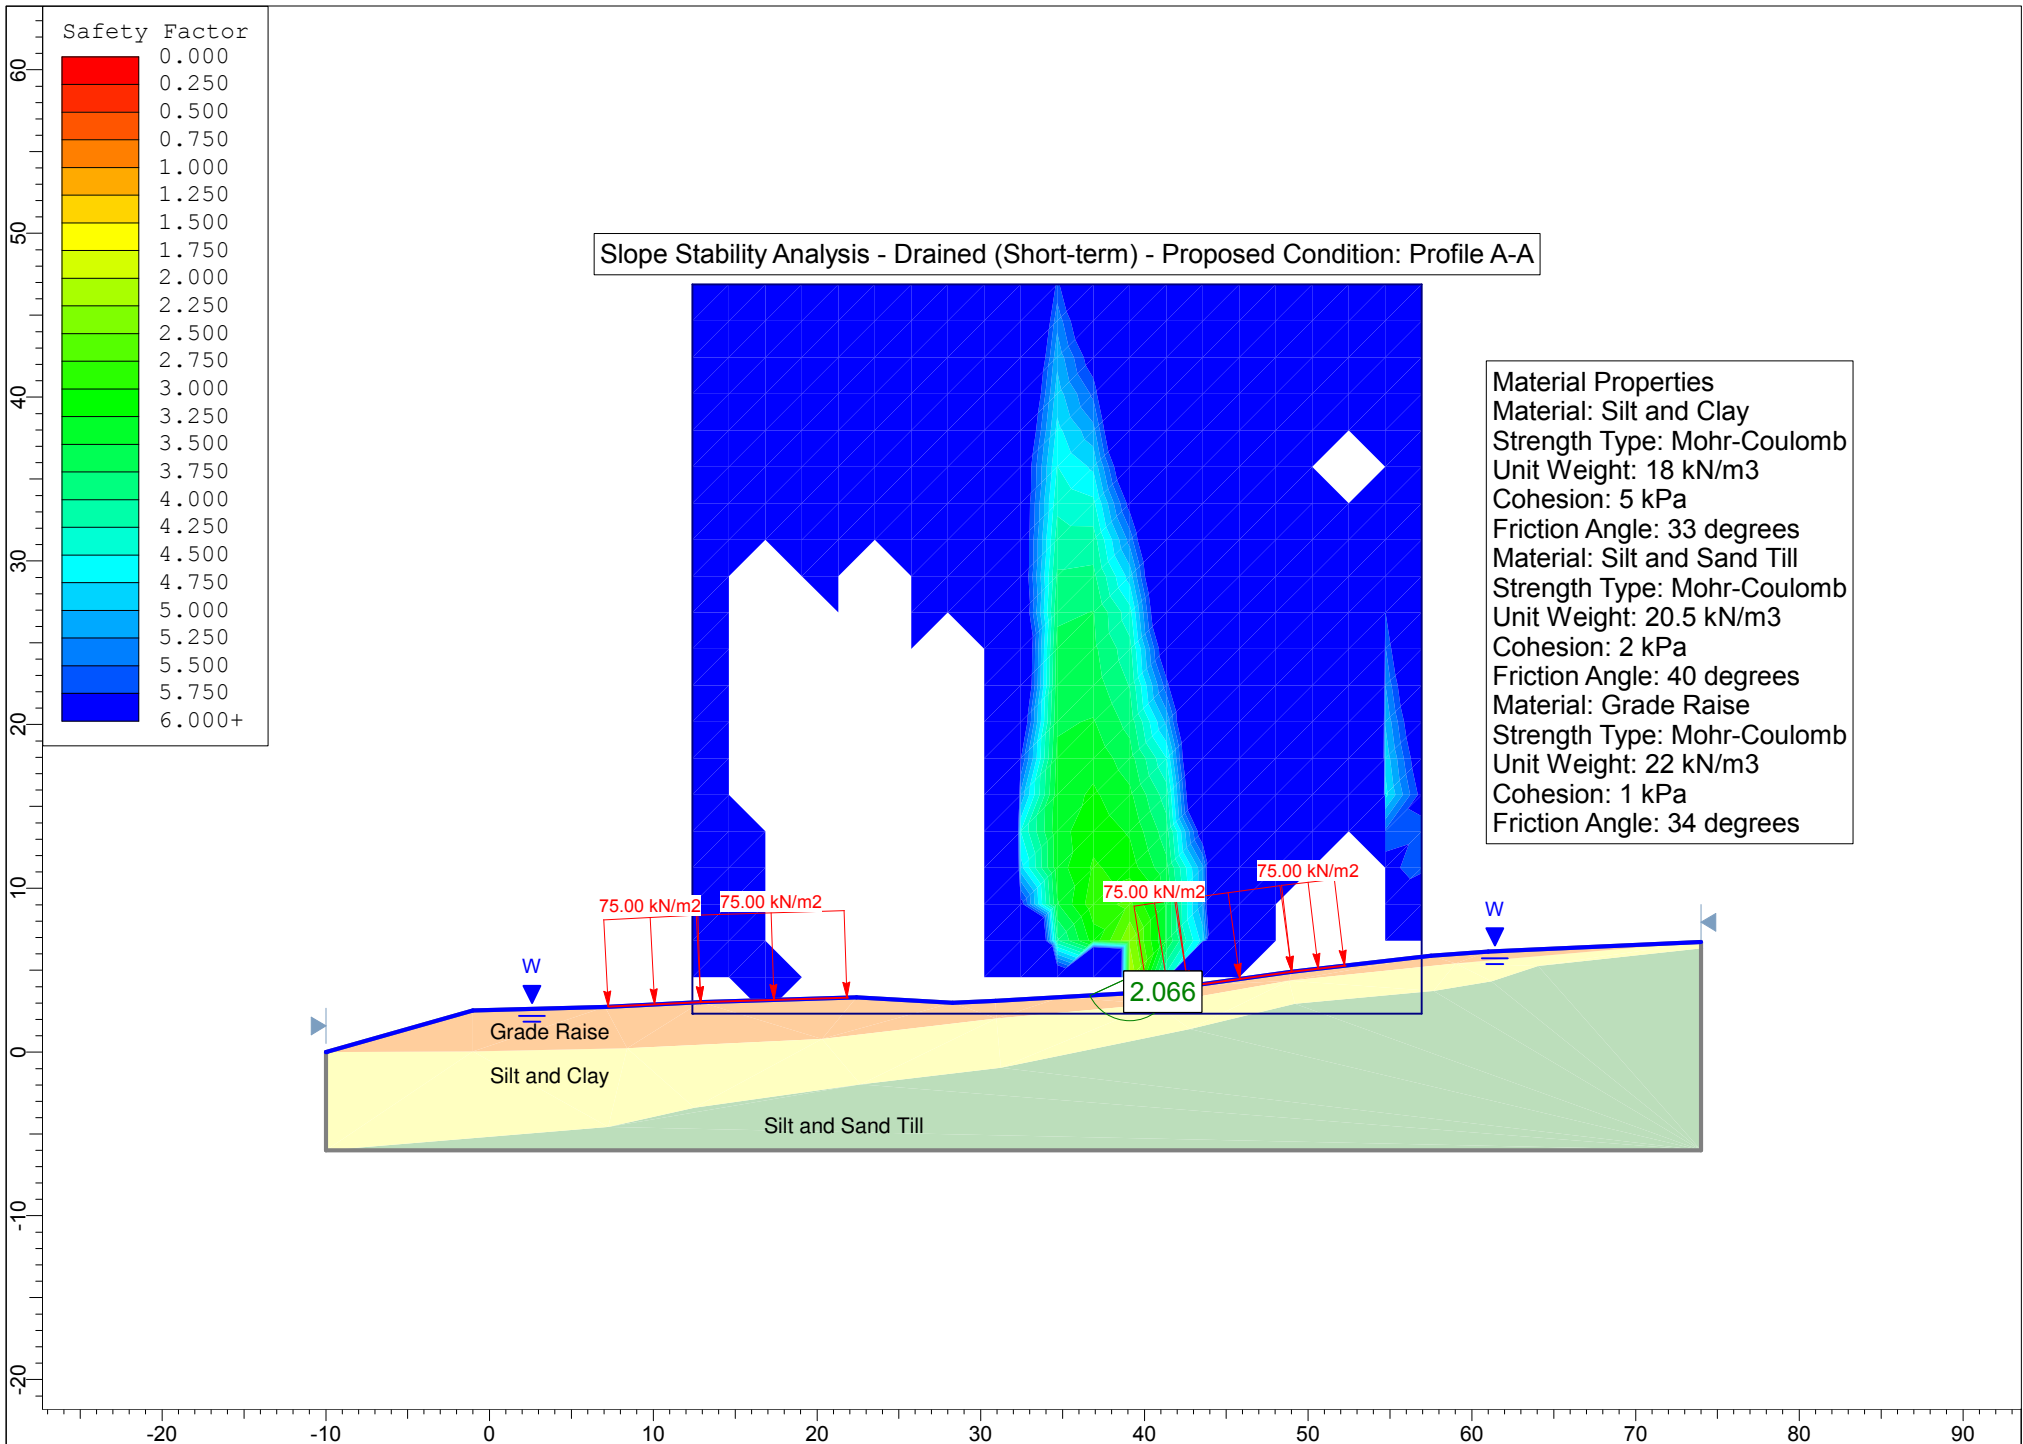 Safety Factor
0.000
0.250
0.500
0.750
1.000
1.250
1.500
1.750
2.000
2.250
2.500
2.750
3.000
3.250
3.500
3.750
4.000
4.250
4.500
4.750
5.000
5.250
5.500
5.750
6.000+
Slope Stability Analysis - Drained (Short-term) - Proposed Condition: Profile A-A
Material Properties
Material: Silt and Clay
Strength Type: Mohr-Coulomb
Unit Weight: 18 kN/m3
Cohesion: 5 kPa
Friction Angle: 33 degrees
Material: Silt and Sand Till
Strength Type: Mohr-Coulomb
Unit Weight: 20.5 kN/m3
Cohesion: 2 kPa
Friction Angle: 40 degrees
Material: Grade Raise
Strength Type: Mohr-Coulomb
Unit Weight: 22 kN/m3
Cohesion: 1 kPa
Friction Angle: 34 degrees
75.00 kN/m2
75.00 kN/m2
75.00 kN/m2
75.00 kN/m2
W
W
2.066
Grade Raise
Silt and Clay
Silt and Sand Till
60
50
40
30
20
10
0
-10
-20
-20
-10
0
10
20
30
40
50
60
70
80
90